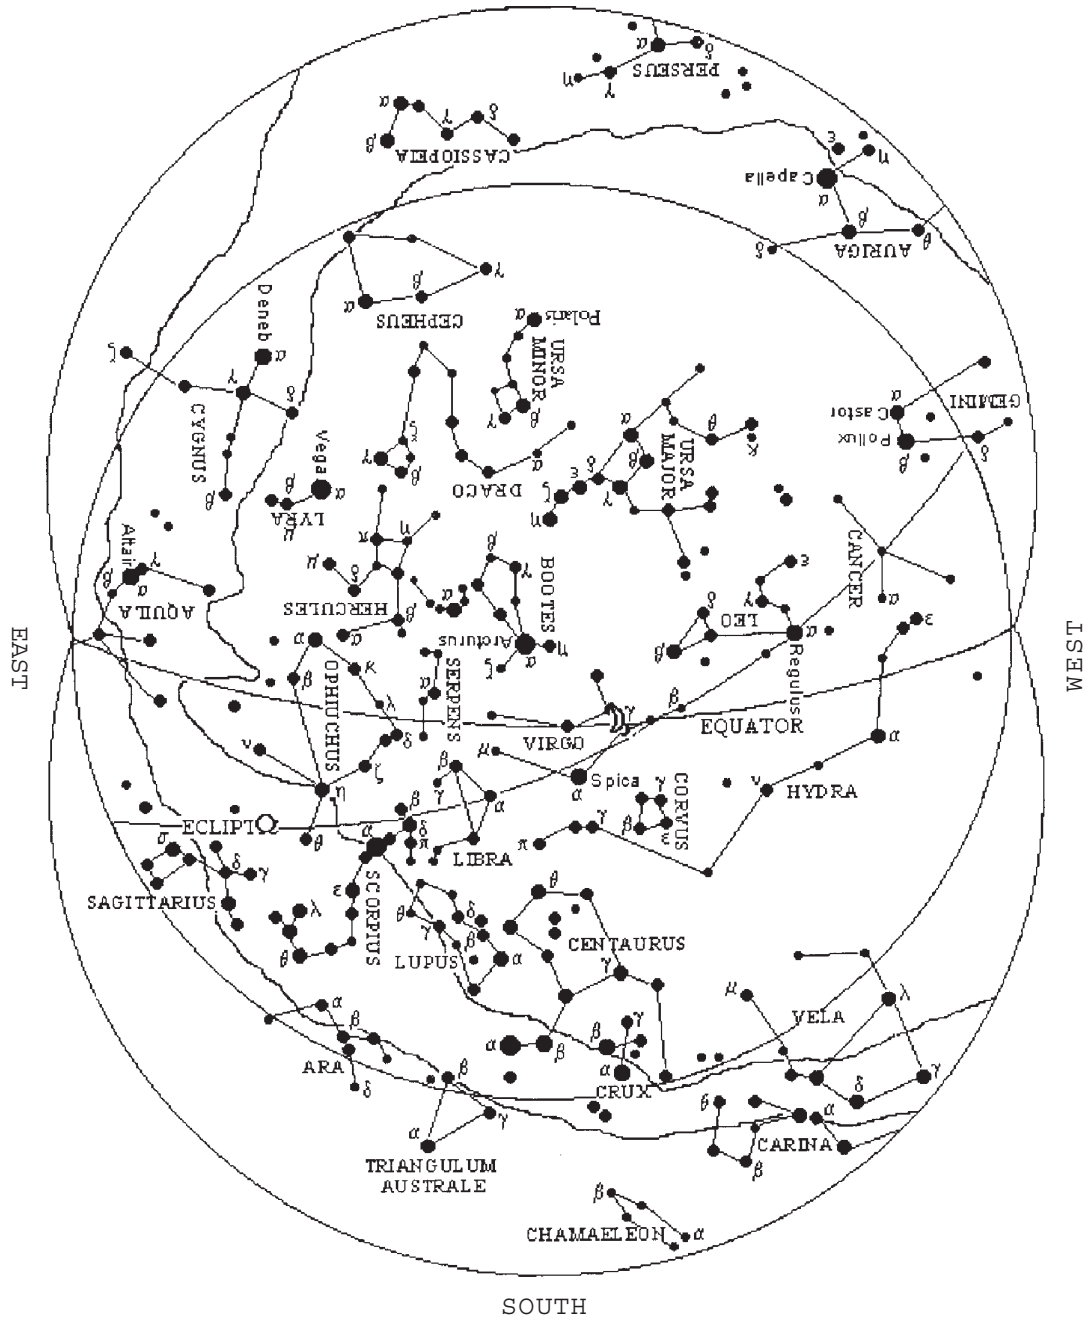 α
δ
PERSEUS
η
γ
α
γ
δ
β
CASSIOPEIA
ε
η
Capella
α
β
θ
δ
AURIGA
γ
α
β
CEPHEUS
Deneb
α
Polaris
α
URSA
MINOR
γ
β
ζ
γ
α
δ
CYGNUS
β
GEMINI
α
Castor
Pollux
β
δ
Vega
α
β
LYRA
μ
ξ
γ
β
DRACO
α
α
θ
κ
URSA
MAJOR
β
δ
ε
ζ
γ
η
Altair
γ
β
α
AQUILA
π
η
μ
δ
HERCULES
β
α
β
γ
BOOTES
α
Arcturus
α
η
ζ
CANCER
α
ε
δ
γ
LEO
β
α
Regulus
ε
EAST
WEST
α
β
κ
OPHIUCHUS
λ
δ
ν
ζ
η
θ
SERPENS
α
μ
VIRGO
γ
β
EQUATOR
α
Spica
α
β
γ
α
LIBRA
γ
β
ε
CORVUS
ν
HYDRA
γ
π
ECLIPTIC
β
δ
π
α
ε
SCORPIUS
λ
θ
σ
δ
γ
SAGITTARIUS
θ
δ
γ
β
LUPUS
α
θ
CENTAURUS
γ
α
β
β
γ
α
CRUX
μ
λ
VELA
δ
γ
α
β
ARA
δ
β
γ
α
TRIANGULUM
AUSTRALE
θ
α
CARINA
β
β
CHAMAELEON
α
SOUTH